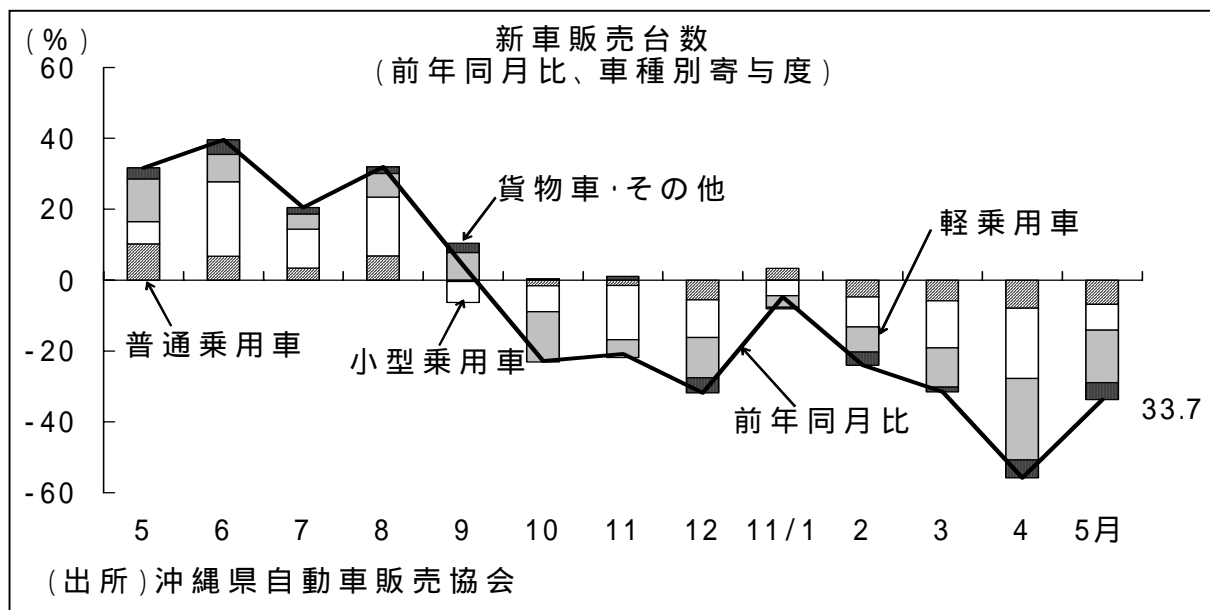 (%)
新車販売台数
(前年同月比、車種別寄与度)
60
40
20
0
-20
-40
-60
貨物車・その他
軽乗用車
普通乗用車
小型乗用車
前年同月比
33.7
5 6 7 8 9 10 11 12 11/1 2 3 4 5月
(出所)沖縄県自動車販売協会